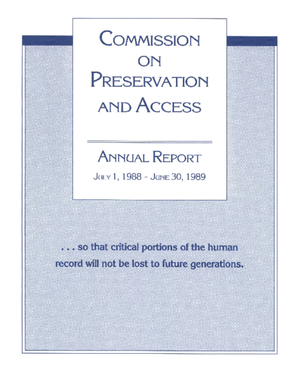 COMMISSION
ON
PRESERVATION
AND ACCESS
ANNUAL REPORT
JULY 1, 1988 - JUNE 30, 1989
. . . so that critical portions of the human
record will not be lost to future generations.